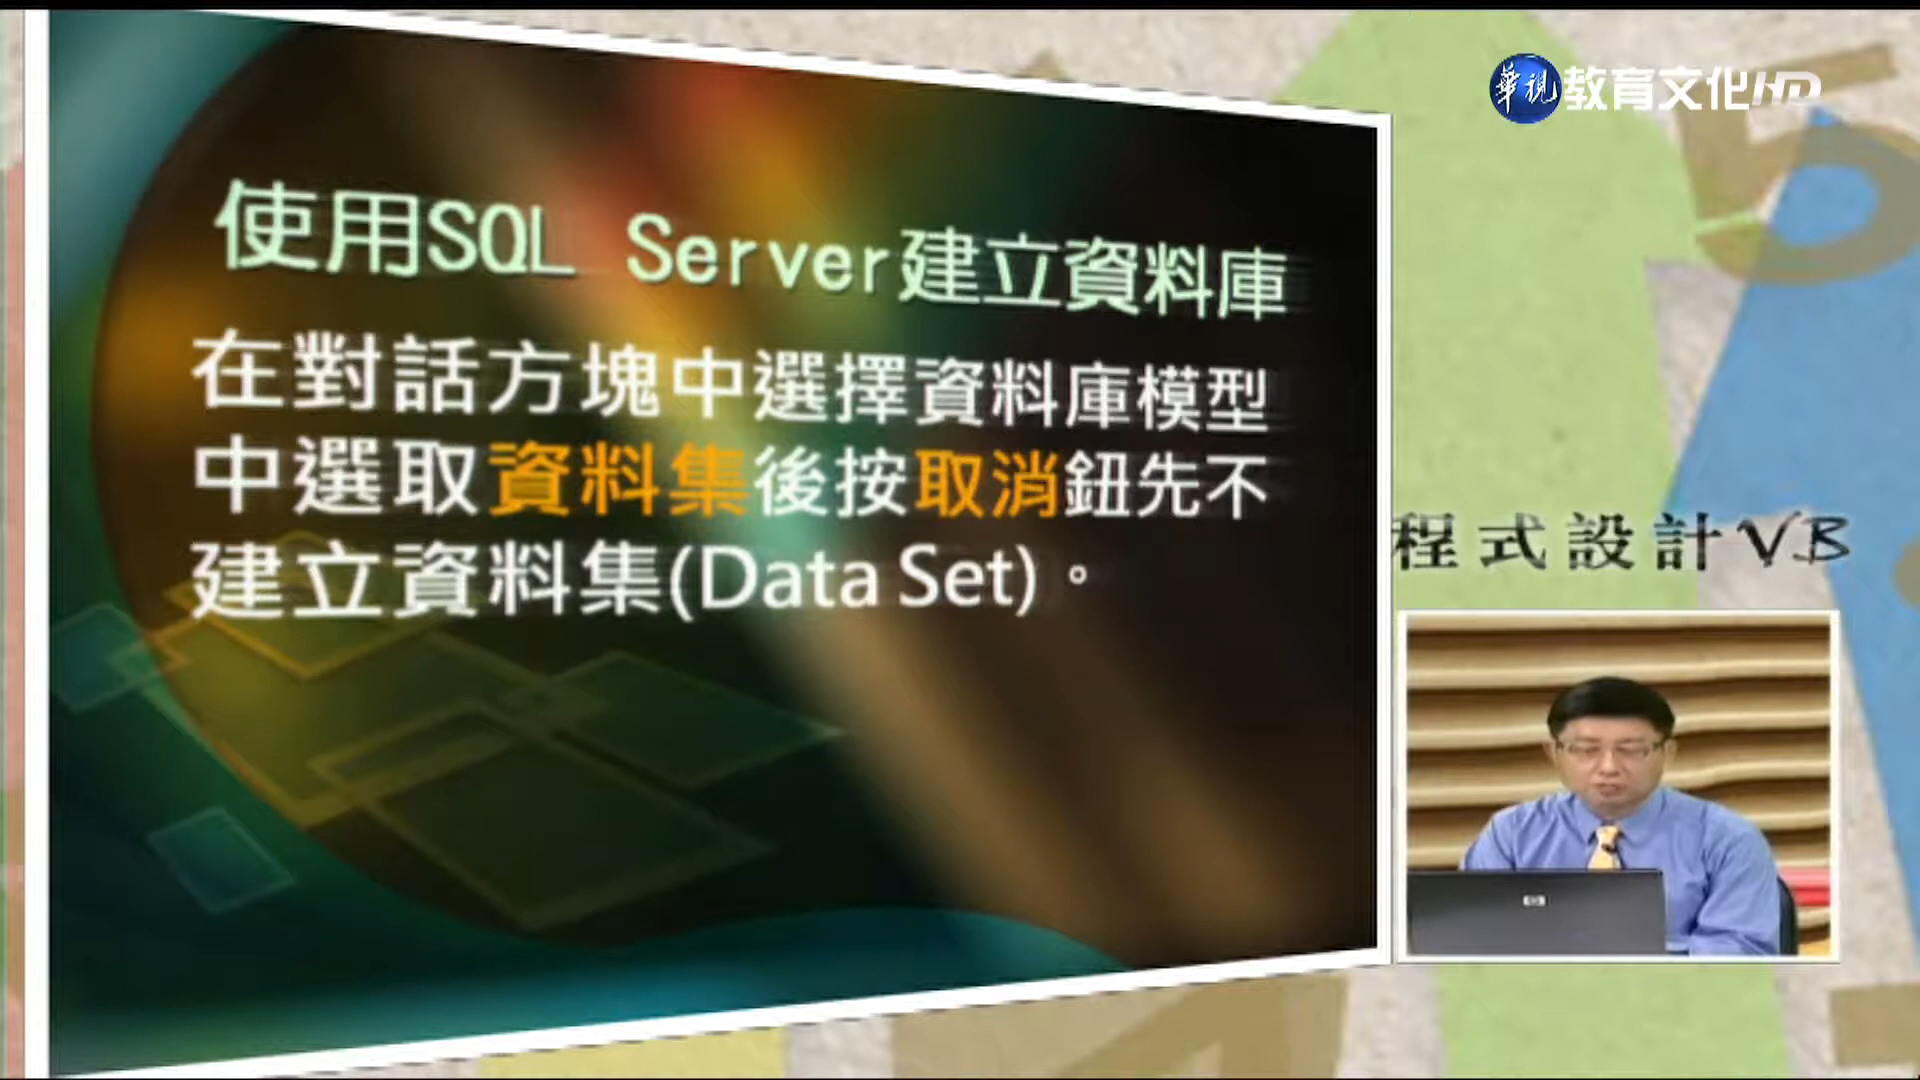 華視 教育文化HD
使用SQL Server建立資料庫
在對話方塊中選擇資料庫模型
中選取資料集後按取消鈕先不
建立資料集(Data Set)。
程式設計VB
hp